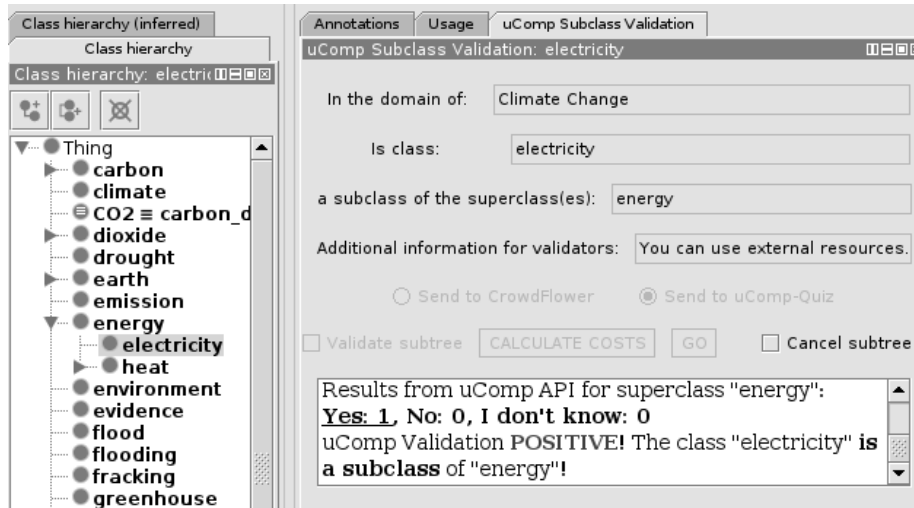 Class hierarchy (inferred)
Class hierarchy
Class hierarchy: electric
Thing
carbon
climate
CO2 ≡ carbon_d
dioxide
drought
earth
emission
energy
electricity
heat
environment
evidence
flood
flooding
fracking
greenhouse
Annotations Usage uComp Subclass Validation
uComp Subclass Validation: electricity
In the domain of: Climate Change
Is class: electricity
a subclass of the superclass(es): energy
Additional information for validators: You can use external resources.
Send to CrowdFlower Send to uComp-Quiz
Validate subtree CALCULATE COSTS GO Cancel subtree
Results from uComp API for superclass "energy":
Yes: 1, No: 0, I don't know: 0
uComp Validation POSITIVE! The class "electricity" is
a subclass of "energy"!